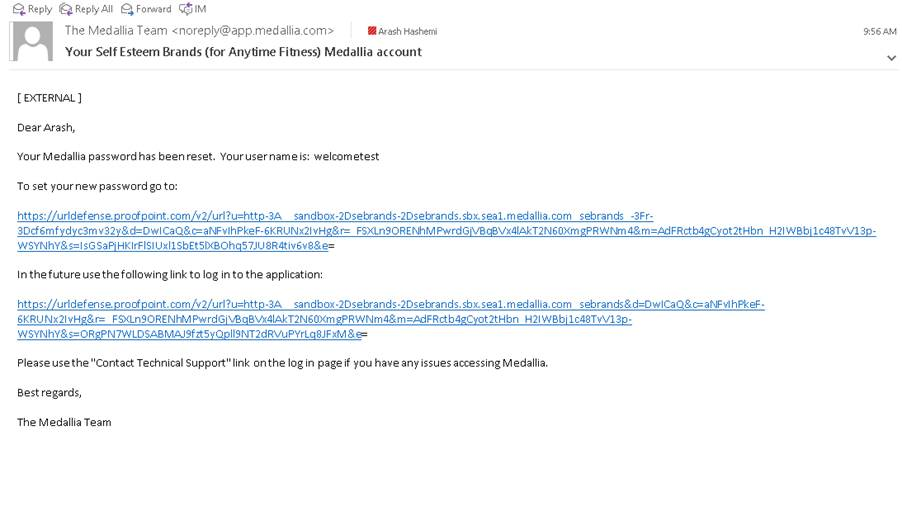 Reply Reply All Forward IM
The Medallia Team <noreply@app.medallia.com> Arash Hashemi 9:56 AM
Your Self Esteem Brands (for Anytime Fitness) Medallia account
[ EXTERNAL ]
Dear Arash,
Your Medallia password has been reset. Your user name is: welcometest
To set your new password go to:
https://urldefense.proofpoint.com/v2/url?u=http-3A__sandbox-2Dsebrands-2Dsebrands.sbx.sea1.medallia.com_sebrands_-3Fr-
3Dcf6mfydyc3mv32y&d=DwICaQ&c=aNFvIhPkeF-6KRUNx2IvHg&r=_FSXLn9ORENhMPwrdGjVBqBVx4lAkT2N60XmgPRWNm4&m=AdFRctb4gCyot2tHbn_H2IWBbj1c48TvV13p-
WSYNhY&s=IsGSaPjHKIrFlSIUxl1SbEt5lXBOhq57JU8R4tiv6v8&e=
In the future use the following link to log in to the application:
https://urldefense.proofpoint.com/v2/url?u=http-3A__sandbox-2Dsebrands-2Dsebrands.sbx.sea1.medallia.com_sebrands&d=DwICaQ&c=aNFvIhPkeF-
6KRUNx2IvHg&r=_FSXLn9ORENhMPwrdGjVBqBVx4lAkT2N60XmgPRWNm4&m=AdFRctb4gCyot2tHbn_H2IWBbj1c48TvV13p-
WSYNhY&s=ORgPN7WLDSABMAJ9fzt5yQpll9NT2dRVuPYrLq8JFxM&e=
Please use the "Contact Technical Support" link on the log in page if you have any issues accessing Medallia.
Best regards,
The Medallia Team